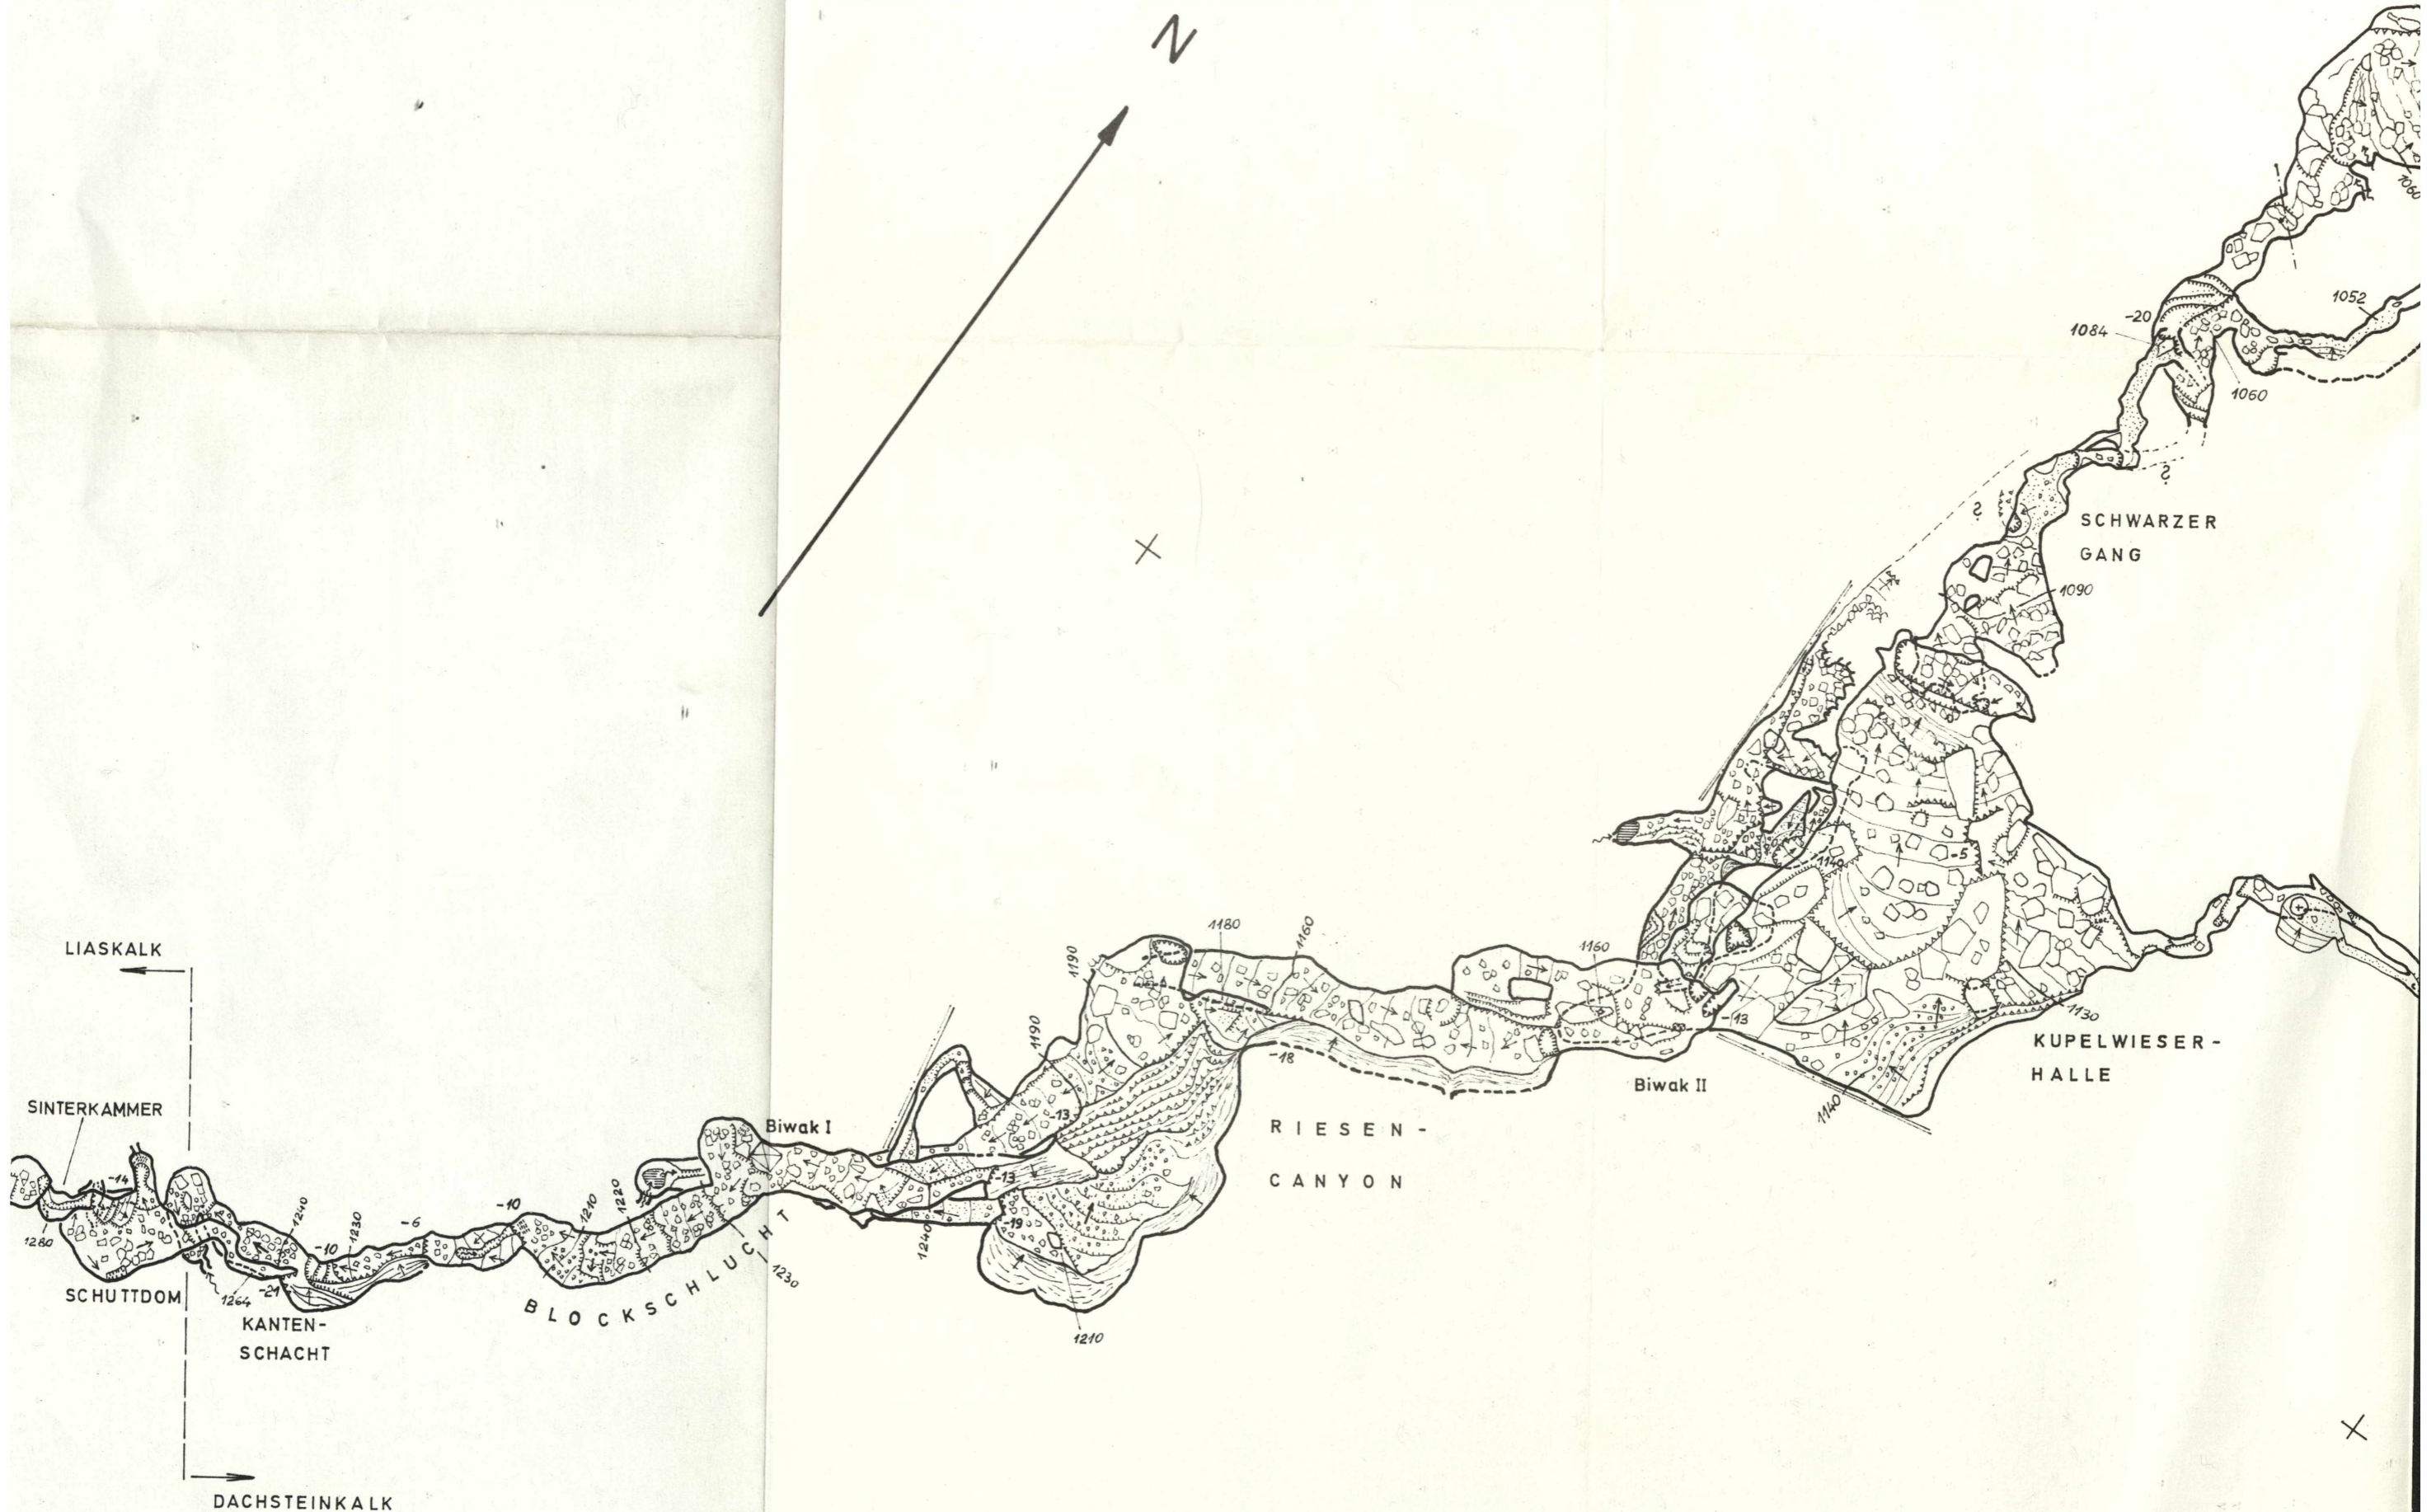 N
1060
1052
-20
1084
1060
?
?
SCHWARZER
GANG
1090
1140
-5
LIASKALK
1180
1160
1190
1160
1190
-13
1130
KUPELWIESER-
HALLE
-18
Biwak II
1140
SINTERKAMMER
-13
Biwak I
RIESEN-
CANYON
-14
-13
1280
1240
1230
-6
-10
1210
1220
-10
-19
1240
SCHUTTDOM
1264
-21
BLOCKSCHLUCHT
1230
KANTEN-
SCHACHT
1210
DACHSTEINKALK